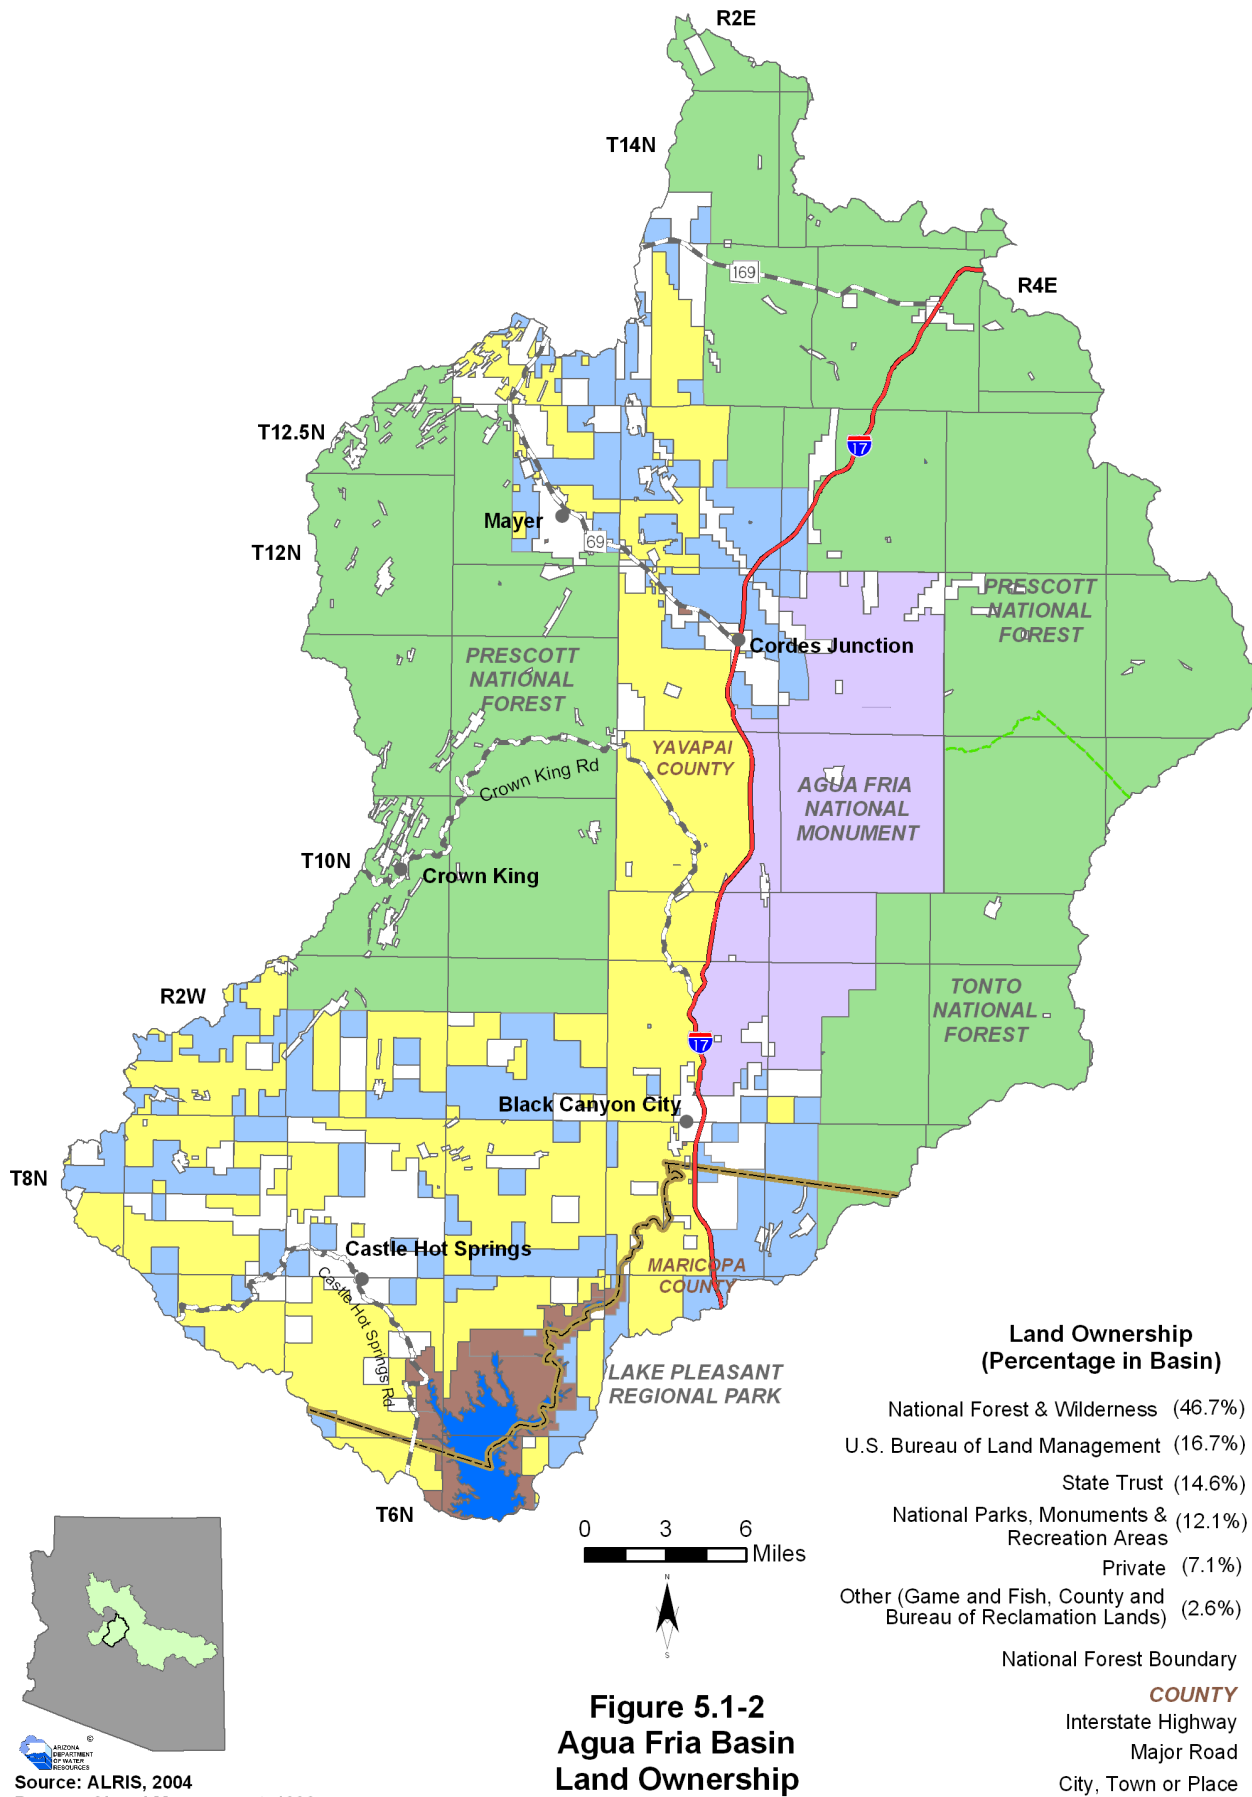 R2E
T14N
169
R4E
T12.5N
17
Mayer
69
T12N
PRESCOTT
NATIONAL
FOREST
Cordes Junction
PRESCOTT
NATIONAL
FOREST
YAVAPAI
COUNTY
Crown King Rd
AGUA FRIA
NATIONAL
MONUMENT
T10N
Crown King
R2W
TONTO
NATIONAL
FOREST
17
Black Canyon City
T8N
Castle Hot Springs
MARICOPA
COUNTY
Castle Hot Springs Rd
LAKE PLEASANT
REGIONAL PARK
T6N
Land Ownership
(Percentage in Basin)
National Forest & Wilderness (46.7%)
U.S. Bureau of Land Management (16.7%)
State Trust (14.6%)
National Parks, Monuments &
Recreation Areas (12.1%)
Private (7.1%)
Other (Game and Fish, County and
Bureau of Reclamation Lands) (2.6%)
National Forest Boundary
COUNTY
Interstate Highway
Major Road
City, Town or Place
0 3 6
Miles
N
S
Figure 5.1-2
Agua Fria Basin
Land Ownership
©
ARIZONA
DEPARTMENT
OF WATER
RESOURCES
Source: ALRIS, 2004